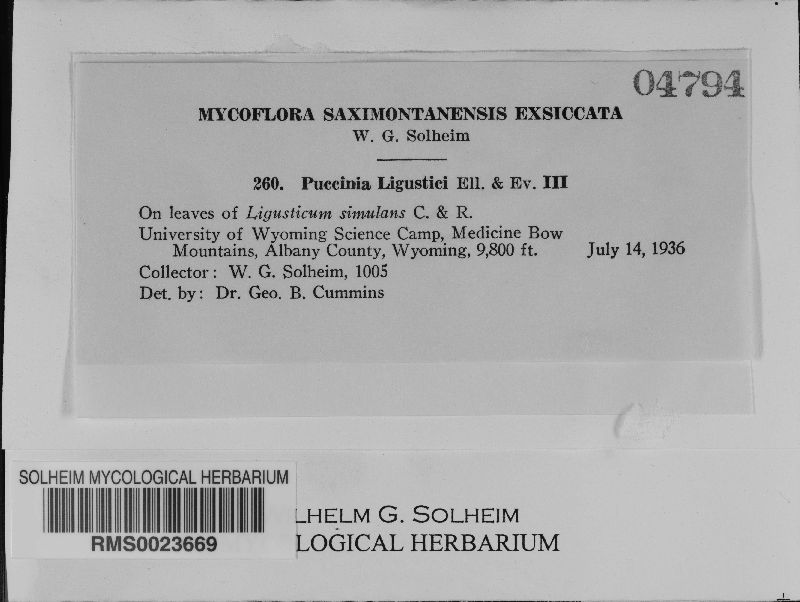 04794
MYCOFLORA SAXIMONTANENSIS EXSICCATA
W. G. Solheim
260. Puccinia Ligustici Ell. & Ev. III
On leaves of Ligusticum simulans C. & R.
University of Wyoming Science Camp, Medicine Bow
Mountains, Albany County, Wyoming, 9,800 ft. July 14, 1936
Collector: W. G. Solheim, 1005
Det. by: Dr. Geo. B. Cummins
SOLHEIM MYCOLOGICAL HERBARIUM
RMS0023669
LHELM G. SOLHEIM
LOGICAL HERBARIUM